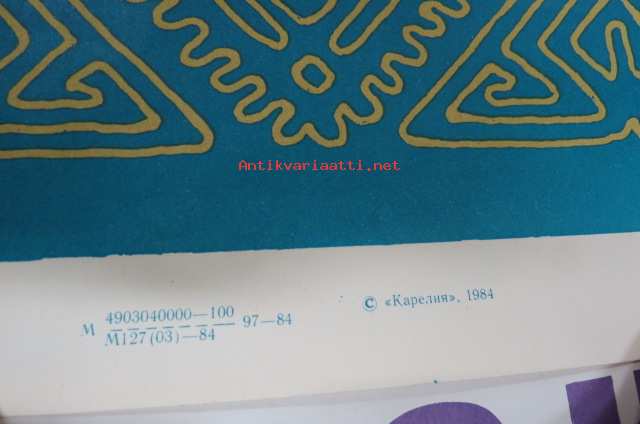 Antikvariaatti.net
М 4903040000—100 97—84
М127(03)—84
© «Карелия», 1984